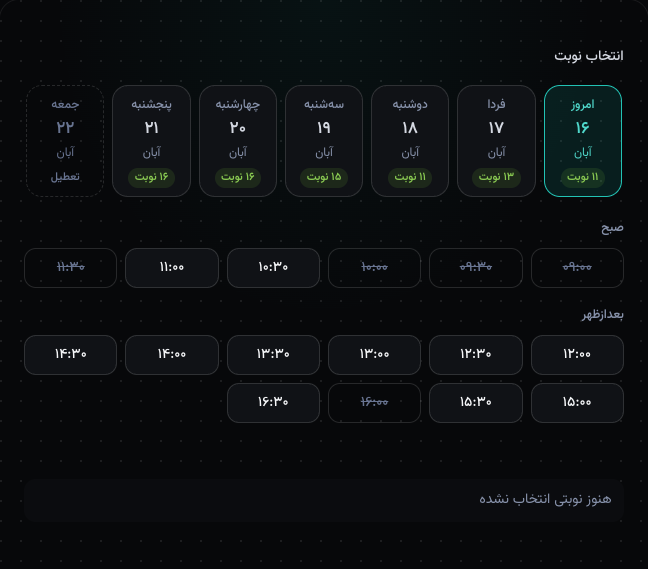 انتخاب نوبت
امروز ۱۶ آبان ۱۱ نوبت
فردا ۱۷ آبان ۱۳ نوبت
دوشنبه ۱۸ آبان ۱۱ نوبت
سه‌شنبه ۱۹ آبان ۱۵ نوبت
چهارشنبه ۲۰ آبان ۱۶ نوبت
پنجشنبه ۲۱ آبان ۱۶ نوبت
جمعه ۲۲ آبان تعطیل
صبح
۰۹:۰۰ ۰۹:۳۰ ۱۰:۰۰ ۱۰:۳۰ ۱۱:۰۰ ۱۱:۳۰
بعدازظهر
۱۲:۰۰ ۱۲:۳۰ ۱۳:۰۰ ۱۳:۳۰ ۱۴:۰۰ ۱۴:۳۰
۱۵:۰۰ ۱۵:۳۰ ۱۶:۰۰ ۱۶:۳۰
هنوز نوبتی انتخاب نشده